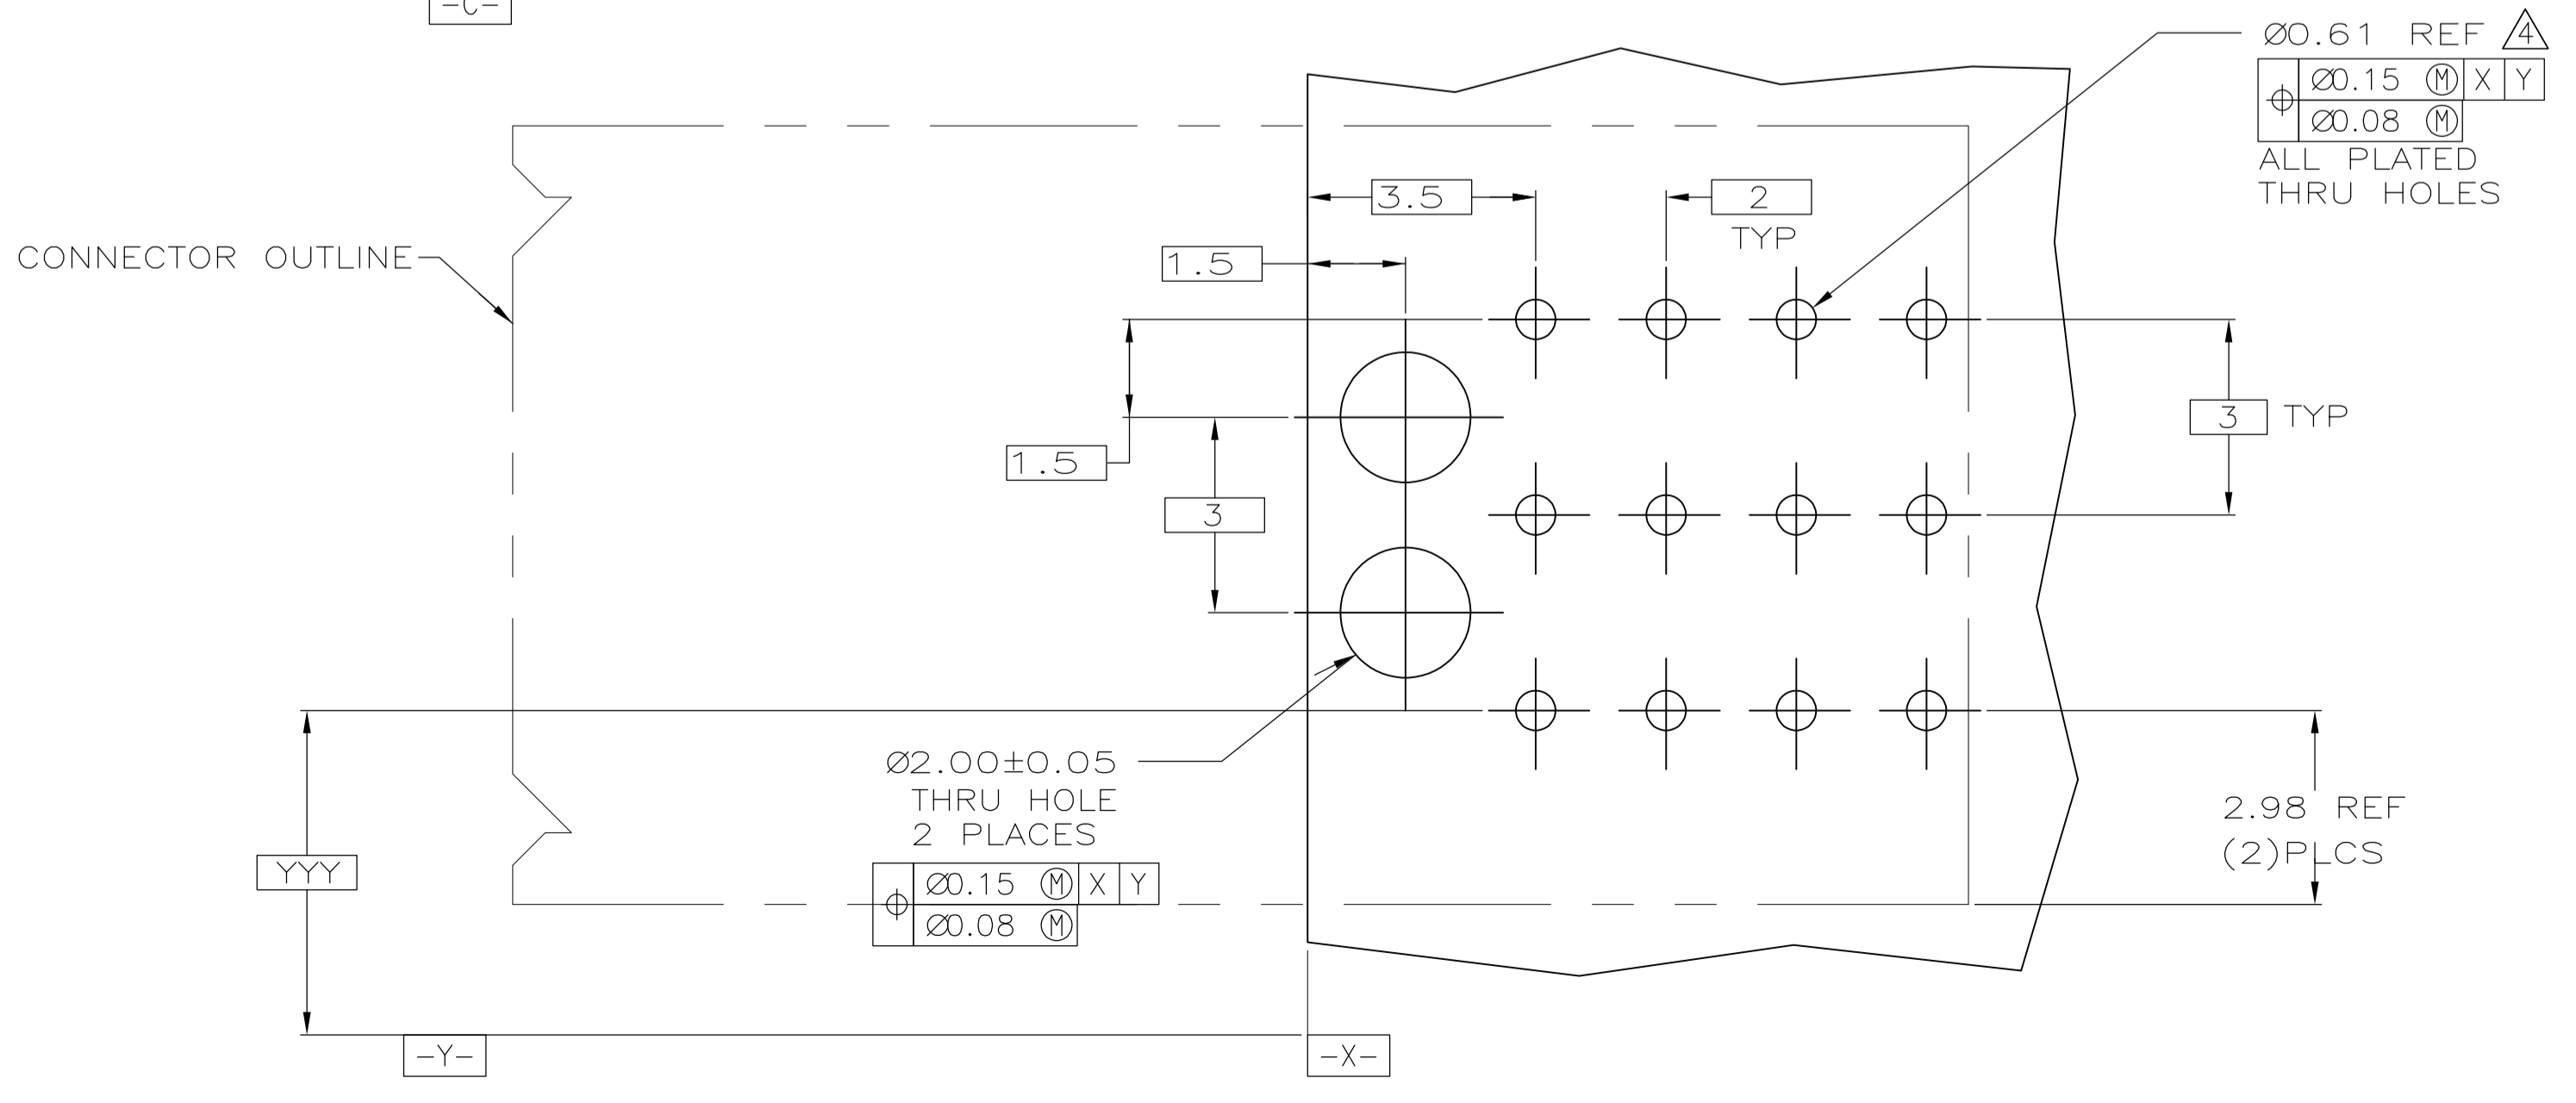 -C-
Ø0.61 REF 4
Ø0.15 Ⓜ X Y
Ø0.08 Ⓜ
ALL PLATED
THRU HOLES
3.5
2
TYP
CONNECTOR OUTLINE
1.5
3 TYP
1.5
3
Ø2.00±0.05
THRU HOLE
2 PLACES
Ø0.15 Ⓜ X Y
Ø0.08 Ⓜ
2.98 REF
(2)PLCS
YYY
-Y-
-X-